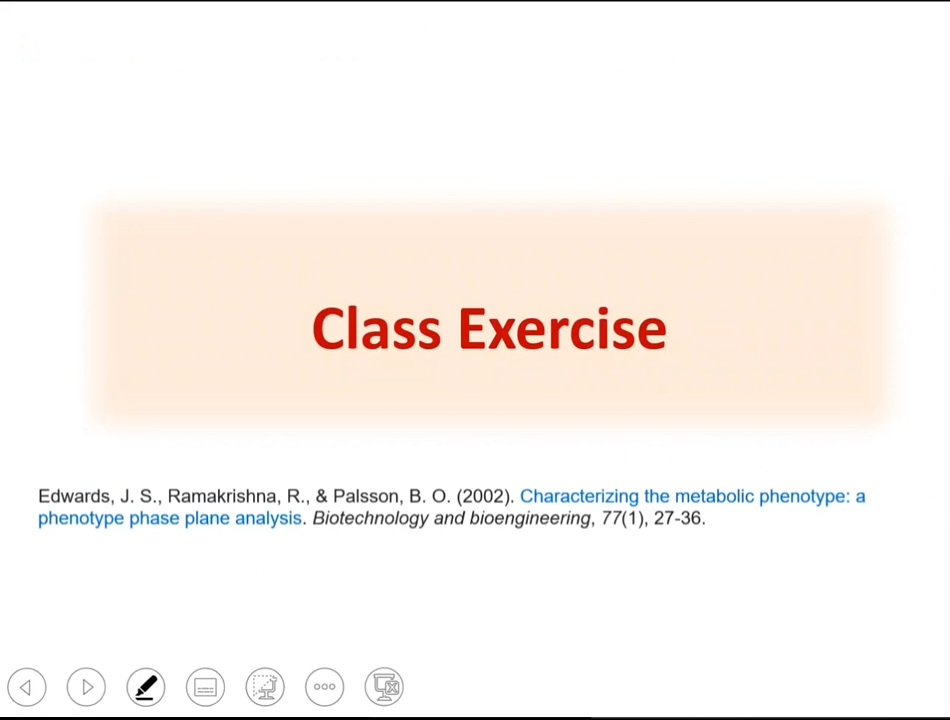 Class Exercise
Edwards, J. S., Ramakrishna, R., & Palsson, B. O. (2002). Characterizing the metabolic phenotype: a
phenotype phase plane analysis. Biotechnology and bioengineering, 77(1), 27-36.